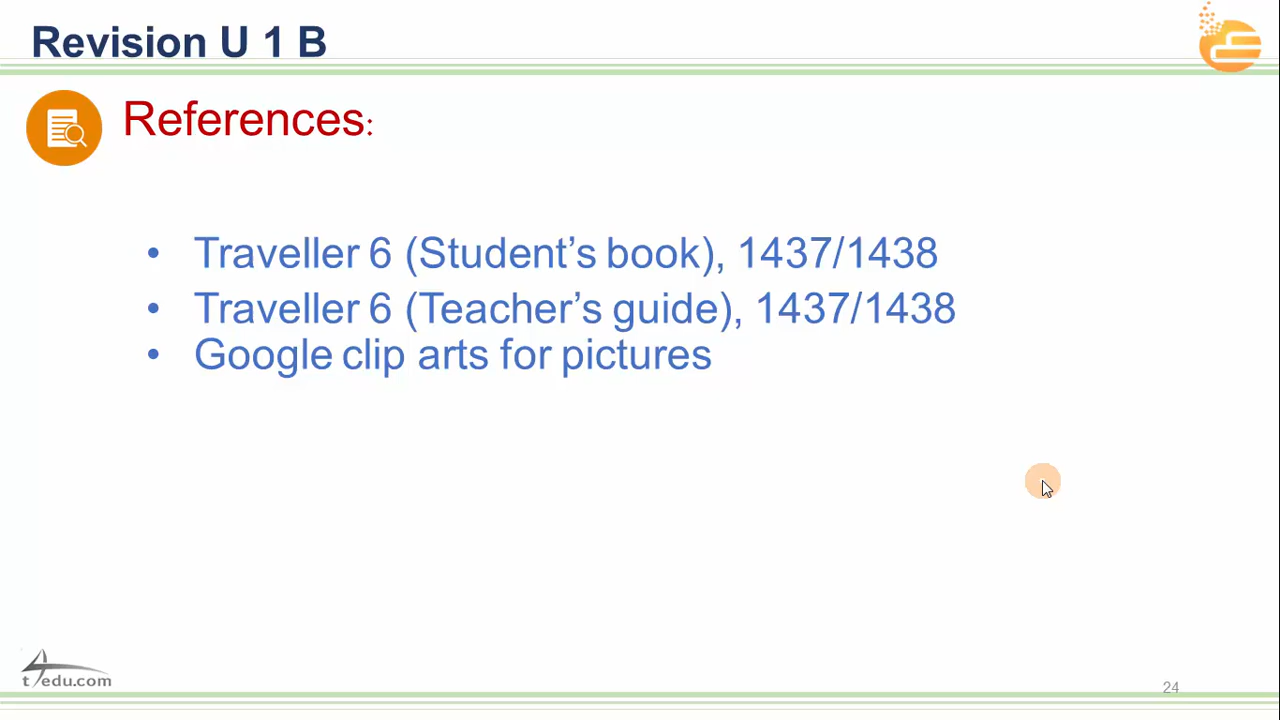 Revision U 1 B
References:
• Traveller 6 (Student’s book), 1437/1438
• Traveller 6 (Teacher’s guide), 1437/1438
• Google clip arts for pictures
t4edu.com
24